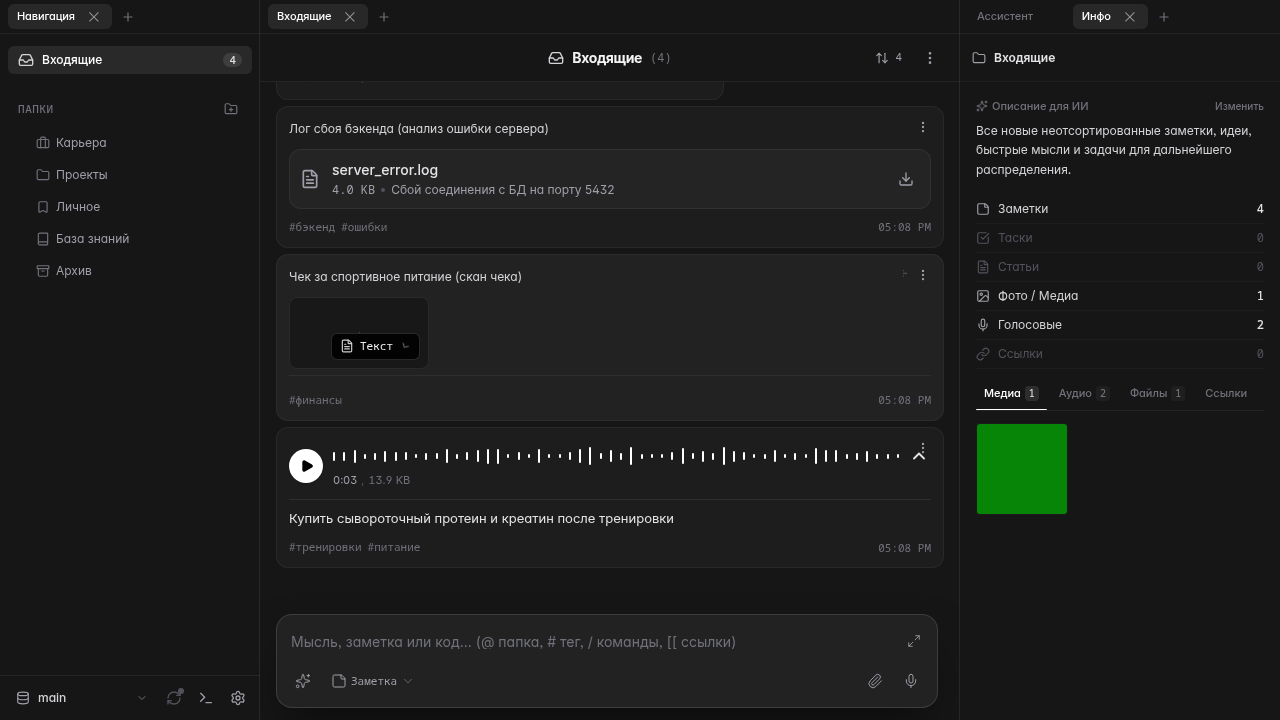 Навигация
Входящие
Ассистент
Инфо
Входящие
4
Входящие (4)
4
Входящие
ПАПКИ
Карьера
Проекты
Личное
База знаний
Архив
Лог сбоя бэкенда (анализ ошибки сервера)
server_error.log
4.0 KB • Сбой соединения с БД на порту 5432
#бэкенд #ошибки
05:08 PM
Чек за спортивное питание (скан чека)
Текст
#финансы
05:08 PM
0:03 , 13.9 KB
Купить сывороточный протеин и креатин после тренировки
#тренировки #питание
05:08 PM
Мысль, заметка или код... (@ папка, # тег, / команды, [[ ссылки)
Заметка
main
Описание для ИИ
Изменить
Все новые неотсортированные заметки, идеи,
быстрые мысли и задачи для дальнейшего
распределения.
Заметки 4
Таски 0
Статьи 0
Фото / Медиа 1
Голосовые 2
Ссылки 0
Медиа 1 Аудио 2 Файлы 1 Ссылки